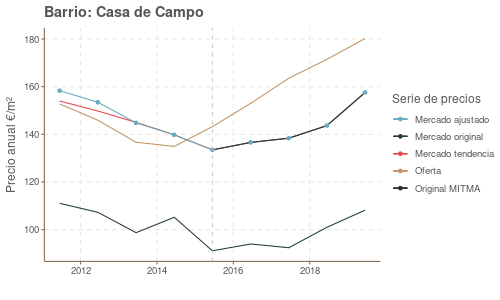 Barrio: Casa de Campo
Precio anual €/m²
180
160
140
120
100
2012
2014
2016
2018
Serie de precios
Mercado ajustado
Mercado original
Mercado tendencia
Oferta
Original MITMA